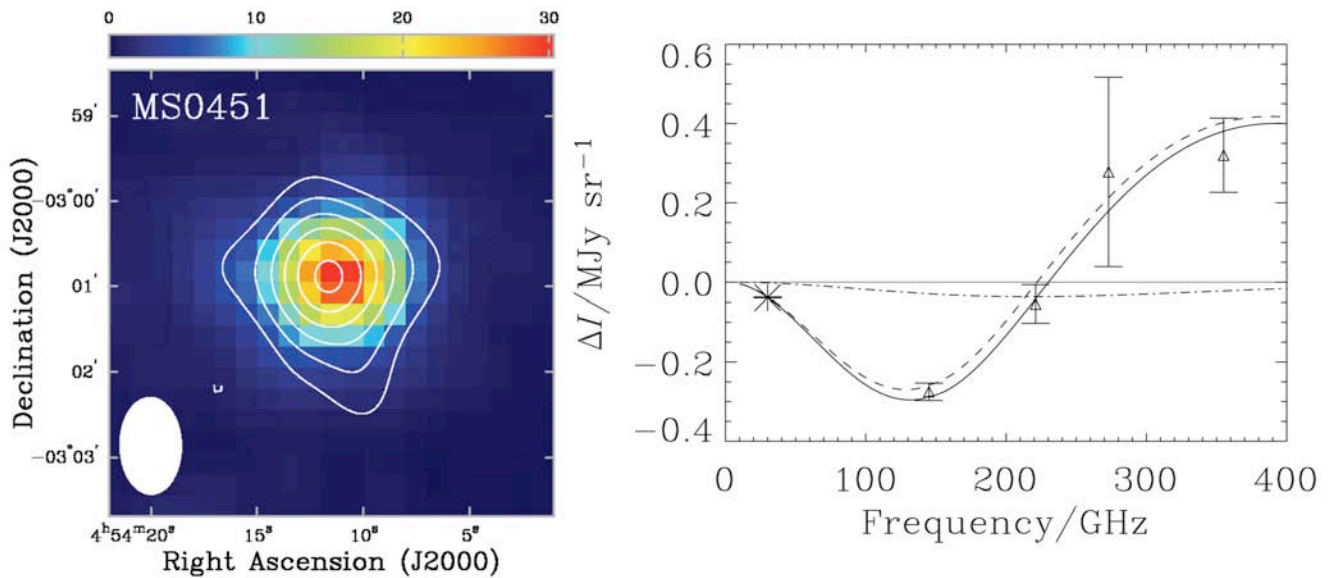 0 10 20 30
MS0451
59'
−03°00'
01'
02'
−03°03'
4ʰ54ᵐ20ˢ 15ˢ 10ˢ 5ˢ
Right Ascension (J2000)
Declination (J2000)
0.6
0.4
0.2
0.0
−0.2
−0.4
ΔI/MJy sr⁻¹
0 100 200 300 400
Frequency/GHz